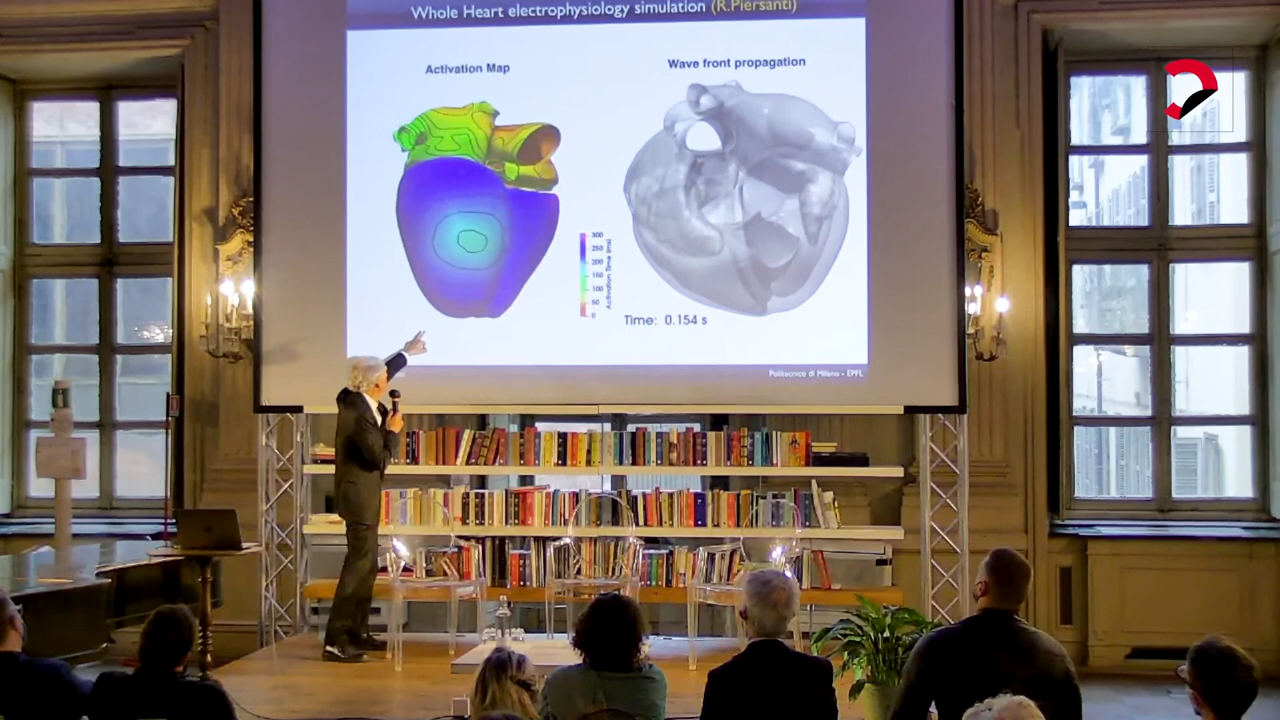 Whole Heart electrophysiology simulation (R.Piersanti)
Activation Map
Wave front propagation
300
250
200
150
100
50
0
Activation Time (ms)
Time: 0.154 s
Politecnico di Milano - EPFL